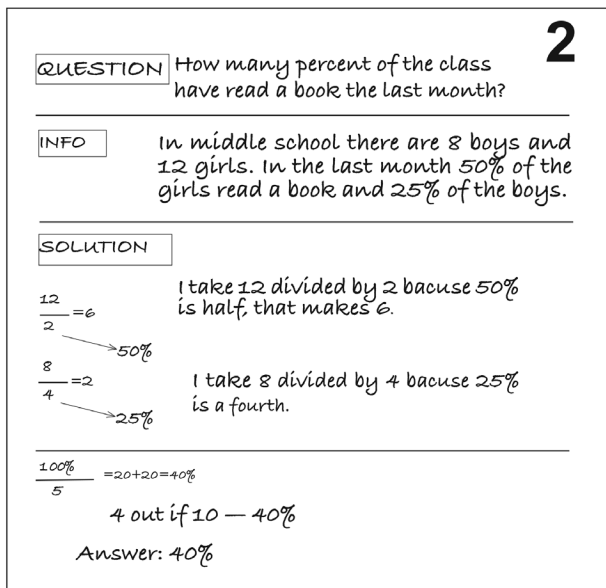 2
QUESTION How many percent of the class
have read a book the last month?
INFO In middle school there are 8 boys and
12 girls. In the last month 50% of the
girls read a book and 25% of the boys.
SOLUTION
12/2 =6
50%
I take 12 divided by 2 bacuse 50%
is half, that makes 6.
8/4 =2
25%
I take 8 divided by 4 bacuse 25%
is a fourth.
100%/5 =20+20=40%
4 out if 10 — 40%
Answer: 40%